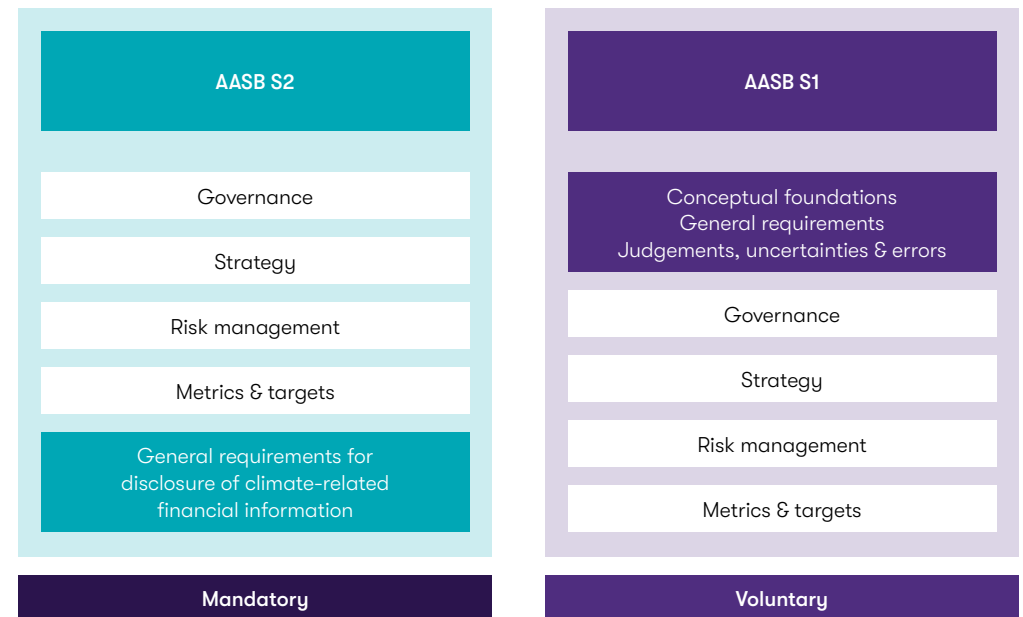 AASB S2
Governance
Strategy
Risk management
Metrics & targets
General requirements for
disclosure of climate-related
financial information
Mandatory
AASB S1
Conceptual foundations
General requirements
Judgements, uncertainties & errors
Governance
Strategy
Risk management
Metrics & targets
Voluntary